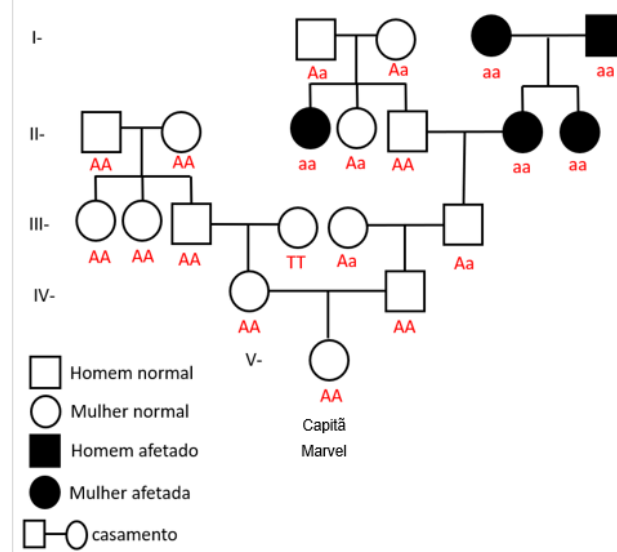 I-
Aa Aa aa aa
II-
AA AA aa Aa AA aa aa
III-
AA AA AA TT Aa Aa
IV-
AA AA
V-
AA
Capitã
Marvel
Homem normal
Mulher normal
Homem afetado
Mulher afetada
casamento